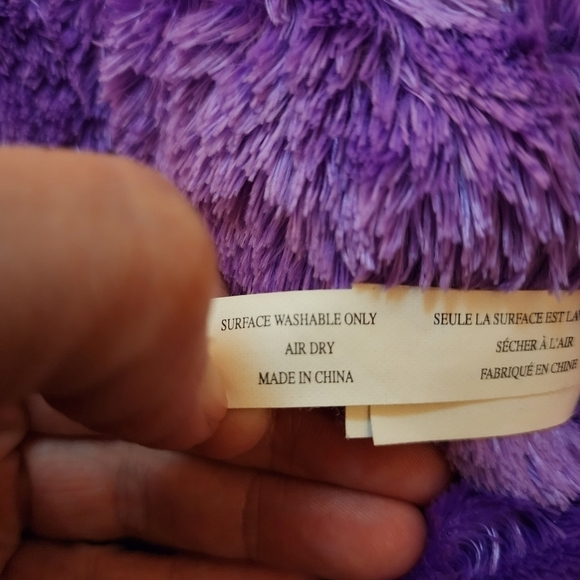 SURFACE WASHABLE ONLY
AIR DRY
MADE IN CHINA
SEULE LA SURFACE EST
SÉCHER À L'AIR
FABRIQUÉ EN CHINE